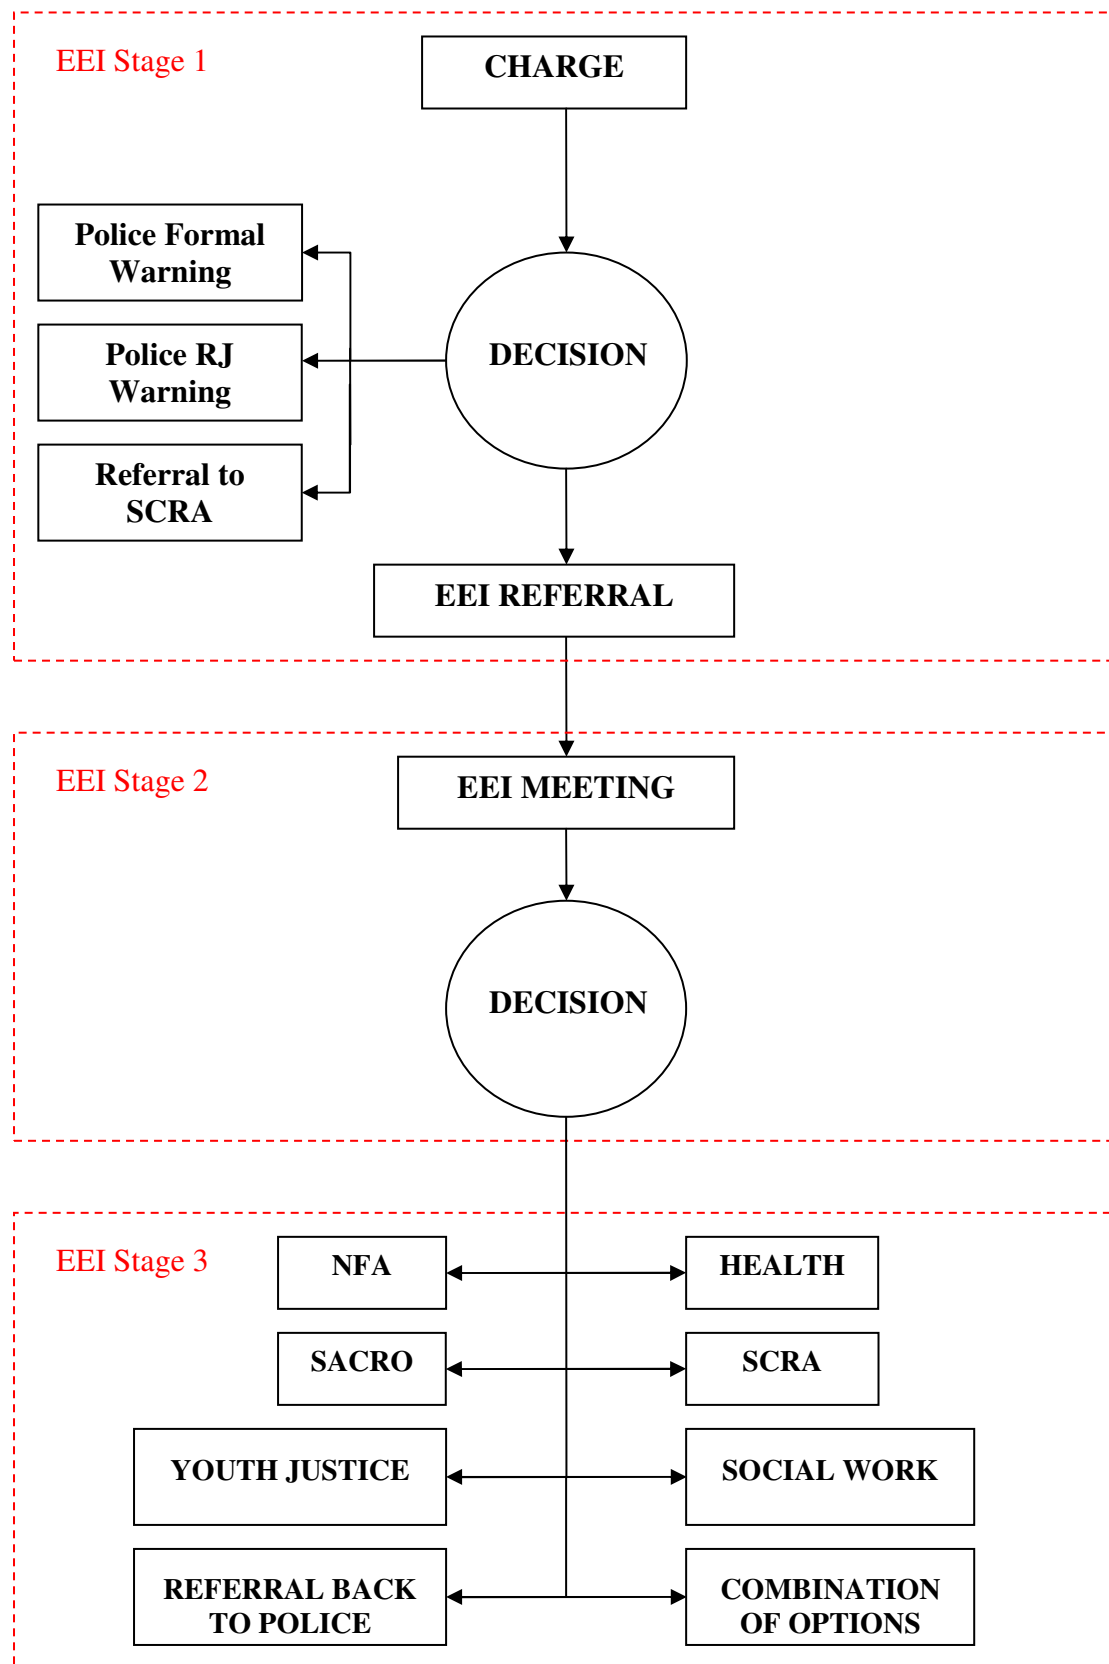 EEI Stage 1
CHARGE
Police Formal
Warning
Police RJ
Warning
Referral to
SCRA
DECISION
EEI REFERRAL
EEI Stage 2
EEI MEETING
DECISION
EEI Stage 3
NFA
HEALTH
SACRO
SCRA
YOUTH JUSTICE
SOCIAL WORK
REFERRAL BACK
TO POLICE
COMBINATION
OF OPTIONS